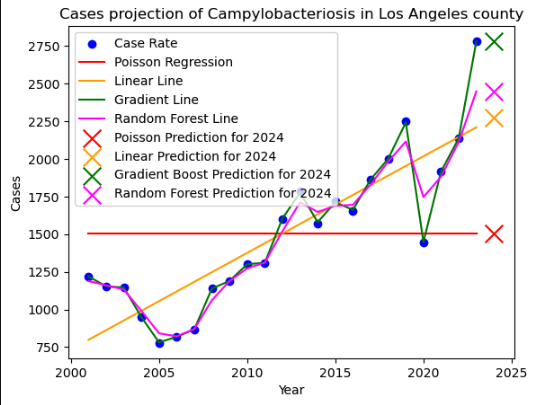 Cases projection of Campylobacteriosis in Los Angeles county
Case Rate
Poisson Regression
Linear Line
Gradient Line
Random Forest Line
Poisson Prediction for 2024
Linear Prediction for 2024
Gradient Boost Prediction for 2024
Random Forest Prediction for 2024
Cases
2750
2500
2250
2000
1750
1500
1250
1000
750
2000 2005 2010 2015 2020 2025
Year